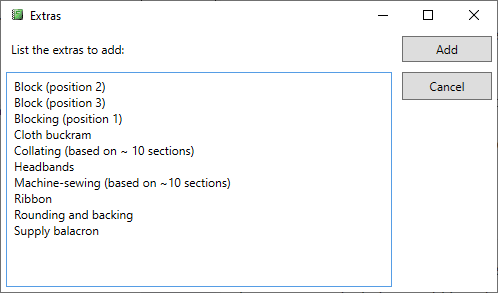 Extras
List the extras to add:
Add
Cancel
Block (position 2)
Block (position 3)
Blocking (position 1)
Cloth buckram
Collating (based on ~ 10 sections)
Headbands
Machine-sewing (based on ~10 sections)
Ribbon
Rounding and backing
Supply balacron